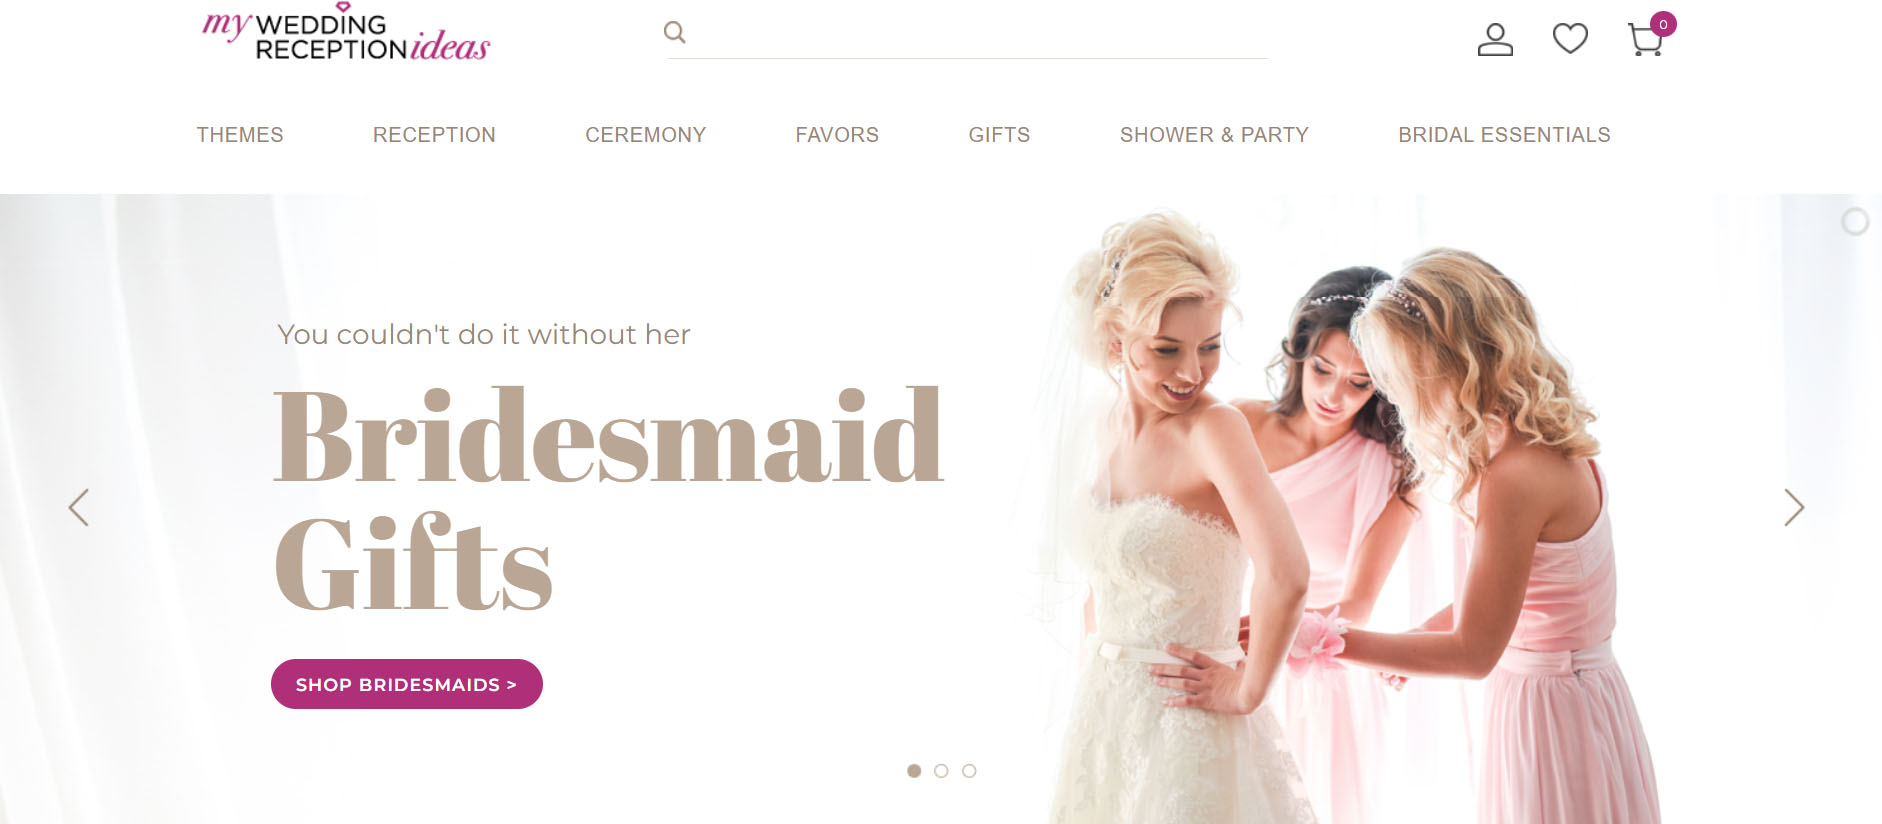 my WEDDING
RECEPTION ideas
0
THEMES
RECEPTION
CEREMONY
FAVORS
GIFTS
SHOWER & PARTY
BRIDAL ESSENTIALS
You couldn't do it without her
Bridesmaid
Gifts
SHOP BRIDESMAIDS >